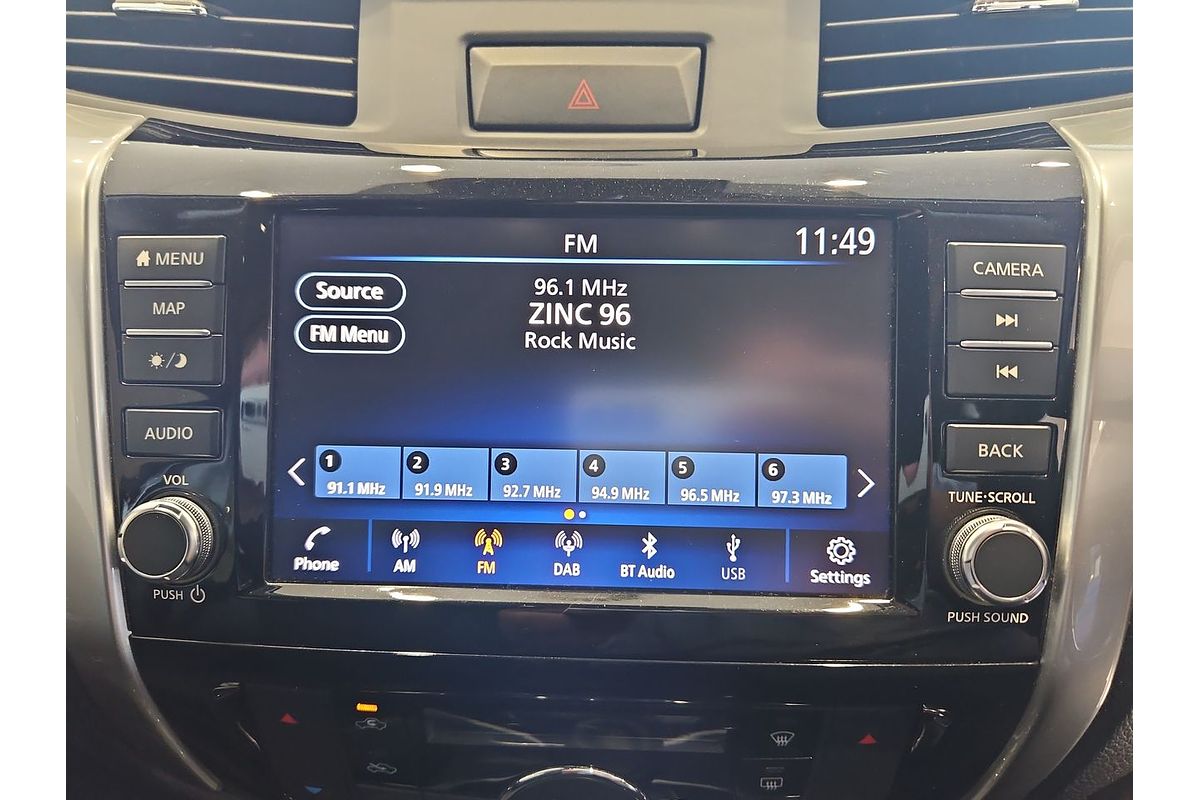 MENU
MAP
AUDIO
VOL
PUSH
FM
11:49
Source
FM Menu
96.1 MHz
ZINC 96
Rock Music
1 2 3 4 5 6
91.1 MHz 91.9 MHz 92.7 MHz 94.9 MHz 96.5 MHz 97.3 MHz
Phone AM FM DAB BT Audio USB Settings
CAMERA
BACK
TUNE·SCROLL
PUSH SOUND